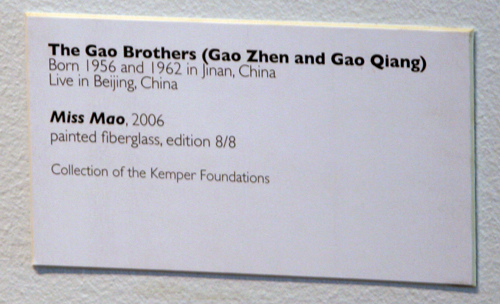 The Gao Brothers (Gao Zhen and Gao Qiang)
Born 1956 and 1962 in Jinan, China
Live in Beijing, China
Miss Mao, 2006
painted fiberglass, edition 8/8
Collection of the Kemper Foundations